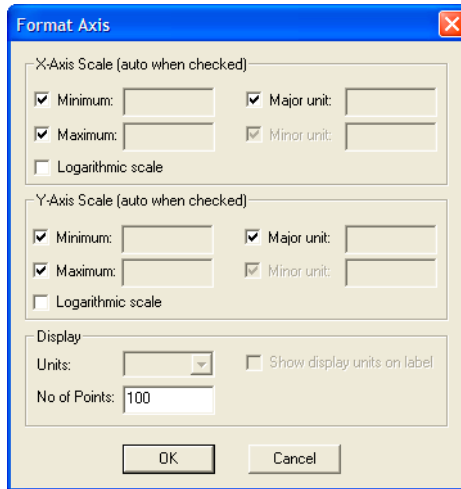 Format Axis
X-Axis Scale (auto when checked)
Minimum: Major unit:
Maximum: Minor unit:
Logarithmic scale
Y-Axis Scale (auto when checked)
Minimum: Major unit:
Maximum: Minor unit:
Logarithmic scale
Display
Units: Show display units on label
No of Points: 100
OK Cancel